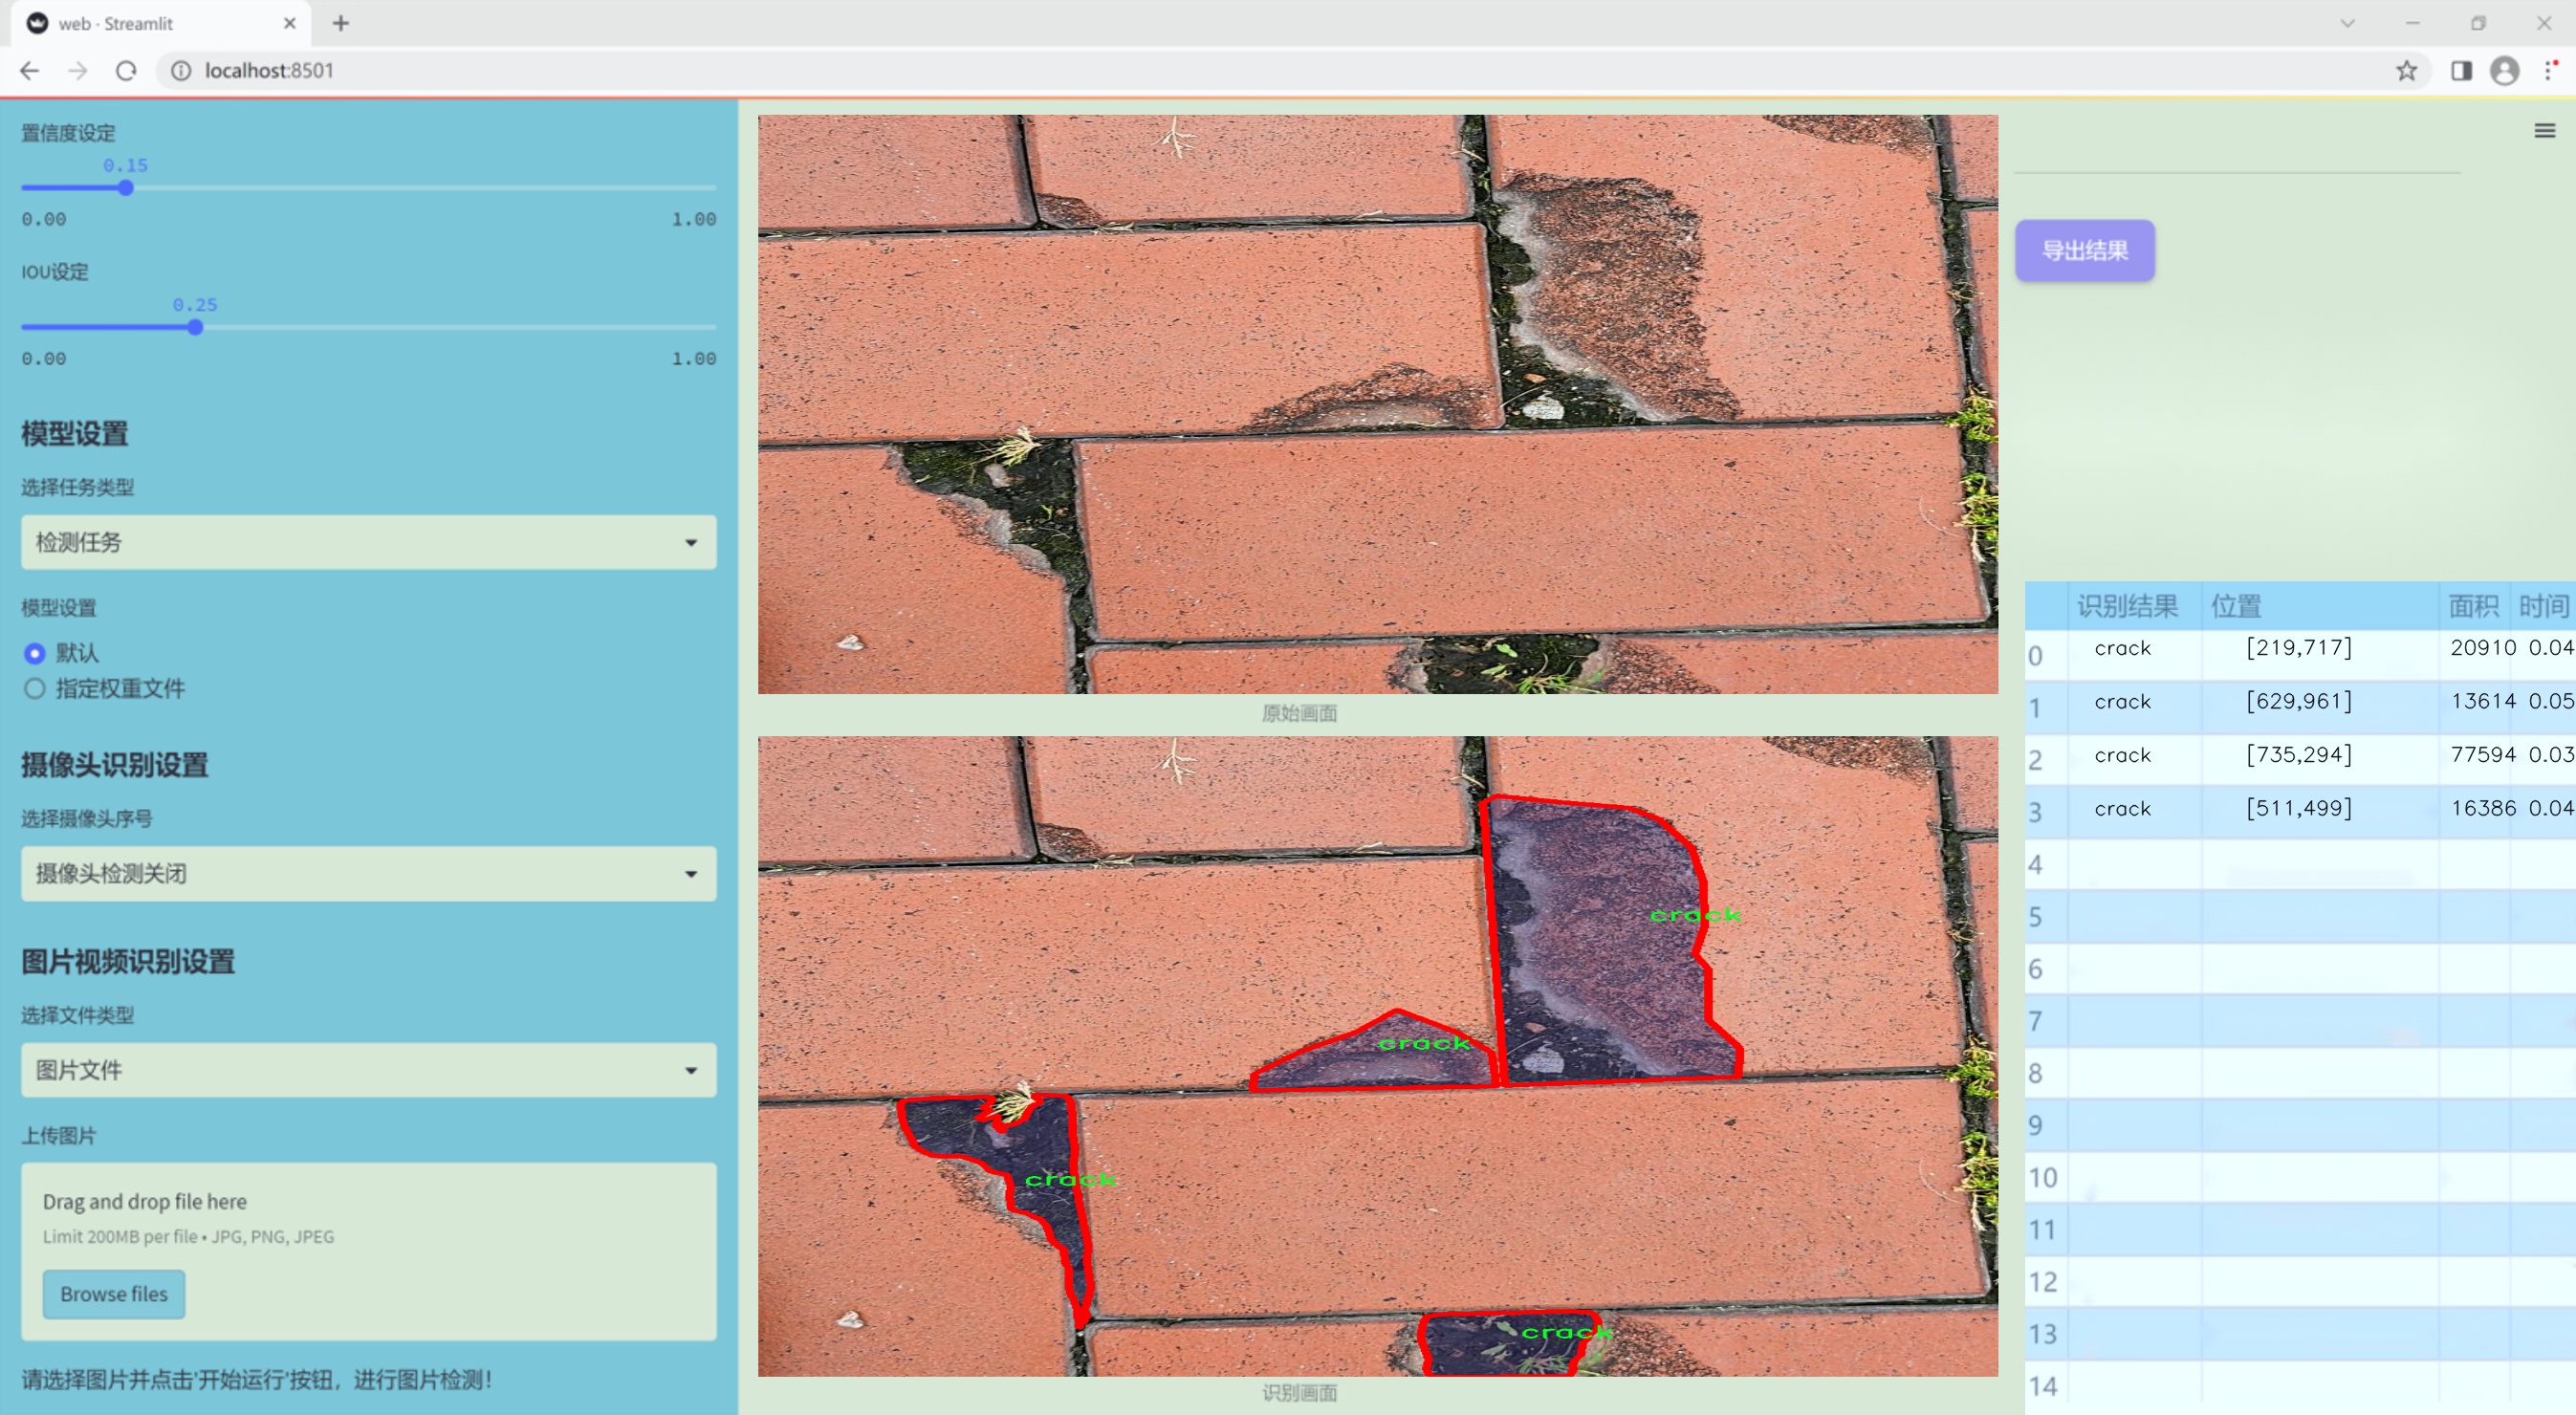 web · Streamlit
localhost:8501
置信度设定
0.15
0.00 1.00
IOU设定
0.25
0.00 1.00
模型设置
选择任务类型
检测任务
模型设置
默认
指定权重文件
摄像头识别设置
选择摄像头序号
摄像头检测关闭
图片视频识别设置
选择文件类型
图片文件
上传图片
Drag and drop file here
Limit 200MB per file • JPG, PNG, JPEG
Browse files
请选择图片并点击'开始运行'按钮，进行图片检测！
原始画面
crack
crack
crack
crack
识别画面
导出结果
识别结果 位置 面积 时间
0 crack [219,717] 20910 0.04
1 crack [629,961] 13614 0.05
2 crack [735,294] 77594 0.03
3 crack [511,499] 16386 0.04
4
5
6
7
8
9
10
11
12
13
14